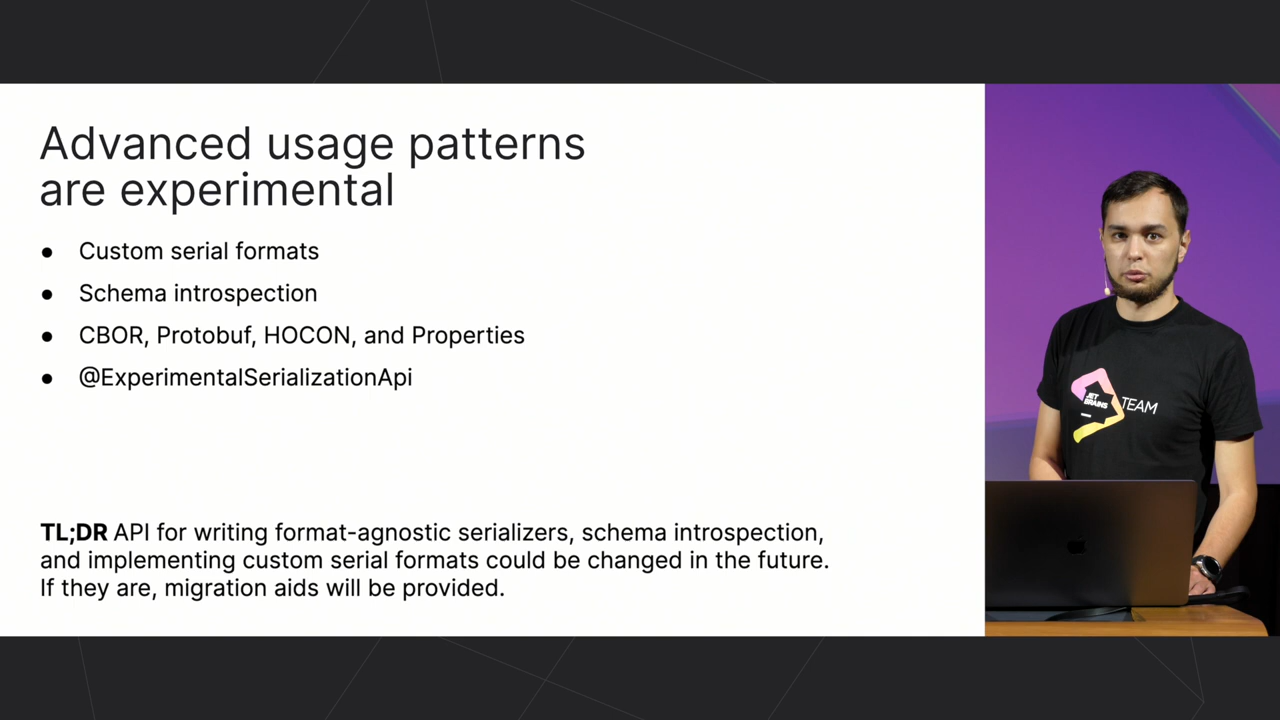 Advanced usage patterns
are experimental
● Custom serial formats
● Schema introspection
● CBOR, Protobuf, HOCON, and Properties
● @ExperimentalSerializationApi
TL;DR API for writing format-agnostic serializers, schema introspection,
and implementing custom serial formats could be changed in the future.
If they are, migration aids will be provided.
JET
BRAINS
TEAM